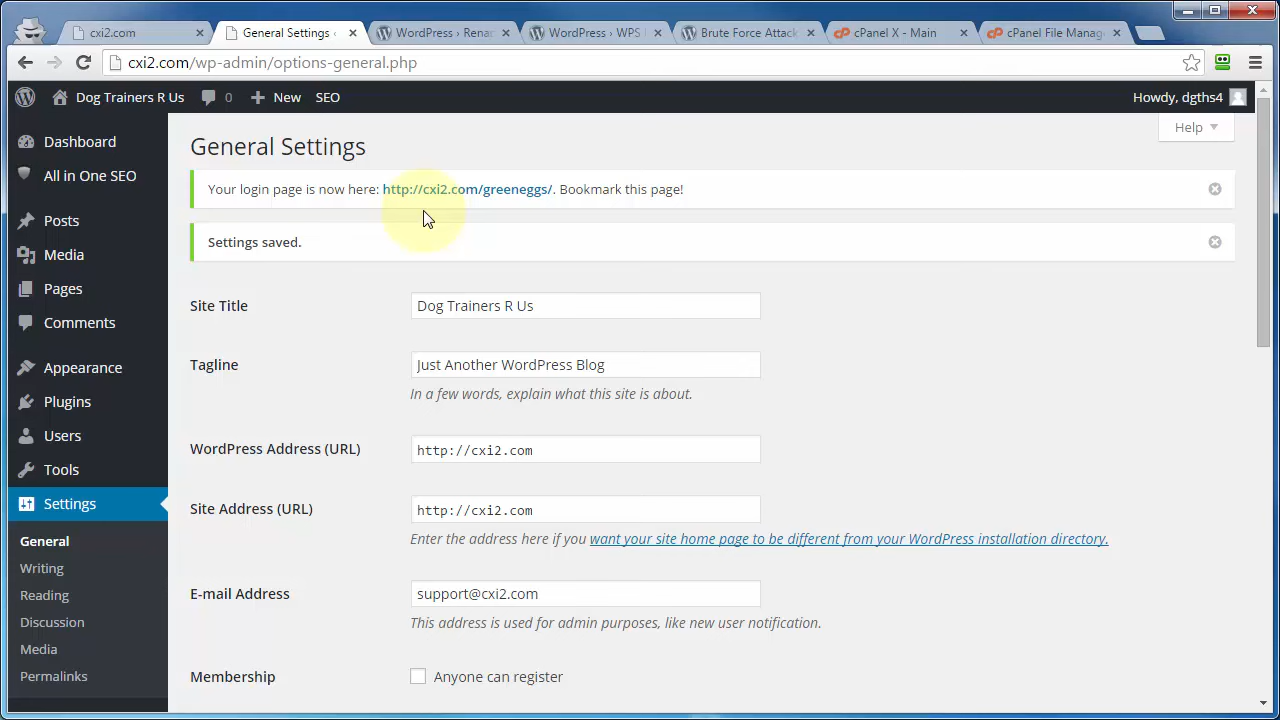 cxi2.com
General Settings ‹
WordPress › Renar
WordPress › WPS
Brute Force Attack
cPanel X - Main
cPanel File Manage
cxi2.com/wp-admin/options-general.php
Dog Trainers R Us 0 New SEO Howdy, dgths4
Help
Dashboard
All in One SEO
Posts
Media
Pages
Comments
Appearance
Plugins
Users
Tools
Settings
General
Writing
Reading
Discussion
Media
Permalinks
General Settings
Your login page is now here: http://cxi2.com/greeneggs/. Bookmark this page!
Settings saved.
Site Title Dog Trainers R Us
Tagline Just Another WordPress Blog
In a few words, explain what this site is about.
WordPress Address (URL) http://cxi2.com
Site Address (URL) http://cxi2.com
Enter the address here if you want your site home page to be different from your WordPress installation directory.
E-mail Address support@cxi2.com
This address is used for admin purposes, like new user notification.
Membership Anyone can register